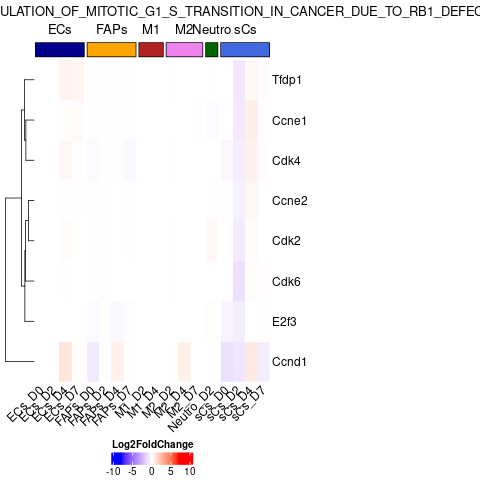 ULATION_OF_MITOTIC_G1_S_TRANSITION_IN_CANCER_DUE_TO_RB1_DEFEC
ECs FAPs M1 M2 Neutro sCs
Tfdp1
Ccne1
Cdk4
Ccne2
Cdk2
Cdk6
E2f3
Ccnd1
ECs_D0 ECs_D2 ECs_D4 ECs_D7 FAPs_D0 FAPs_D2 FAPs_D4 FAPs_D7 M1_D2 M1_D4 M2_D2 M2_D4 M2_D7 Neutro_D2 sCs_D0 sCs_D2 sCs_D4 sCs_D7
Log2FoldChange
-10 -5 0 5 10